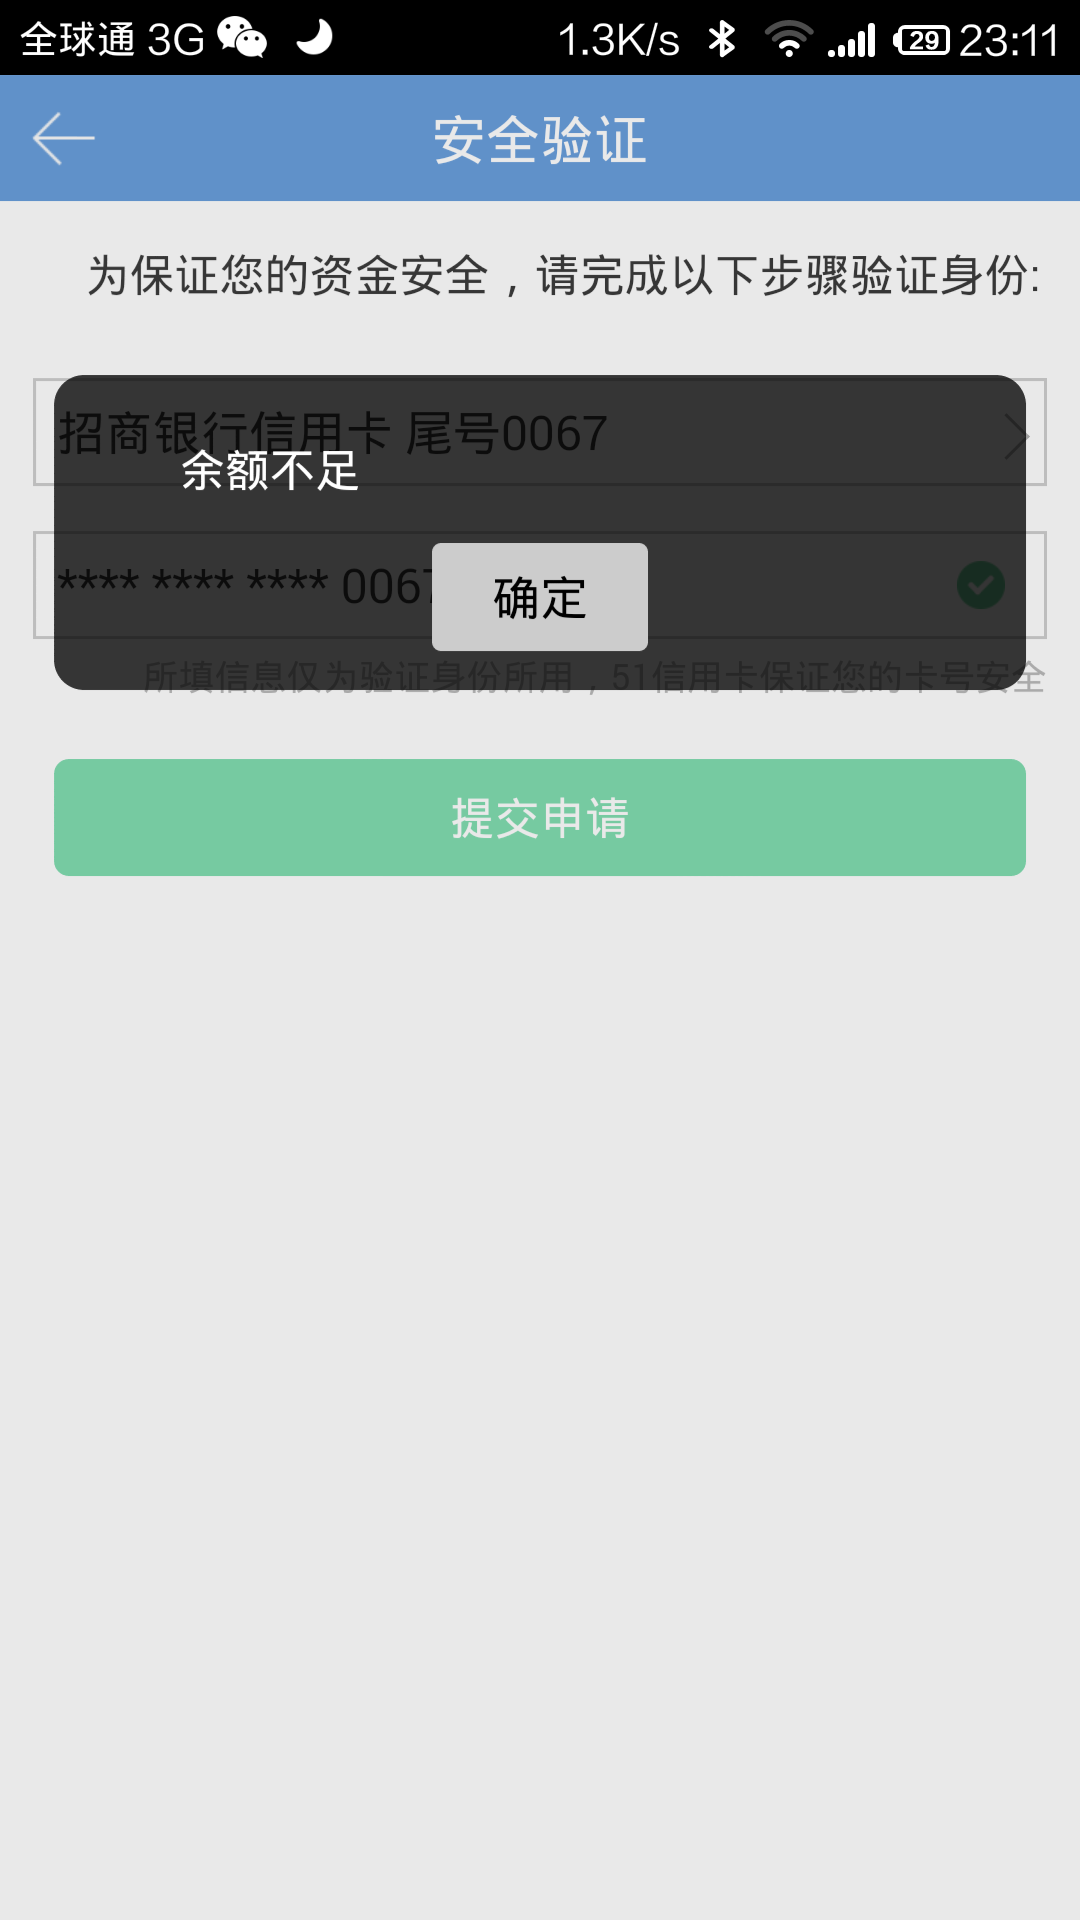 全球通 3G 1.3K/s 29 23:11
安全验证
为保证您的资金安全，请完成以下步骤验证身份:
招商银行信用卡 尾号0067
余额不足
**** **** **** 0067
确定
所填信息仅为验证身份所用，51信用卡保证您的卡号安全
提交申请